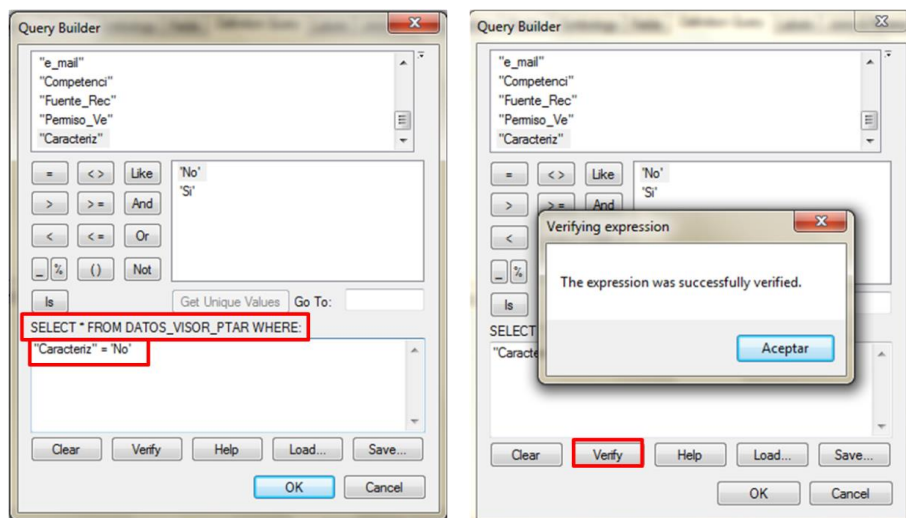 Query Builder
"e_mail"
"Competenci"
"Fuente_Rec"
"Permiso_Ve"
"Caracteriz"
= <> Like 'No'
'Si'
> >= And
< <= Or
_ % () Not
Is Get Unique Values Go To:
SELECT * FROM DATOS_VISOR_PTAR WHERE:
"Caracteriz" = 'No'
Clear Verify Help Load... Save...
OK Cancel
Query Builder
"e_mail"
"Competenci"
"Fuente_Rec"
"Permiso_Ve"
"Caracteriz"
= <> Like 'No'
'Si'
> >= And
Verifying expression
<
The expression was successfully verified.
_ %
Is
SELECT
Aceptar
"Caracte
Clear Verify Help Load... Save...
OK Cancel